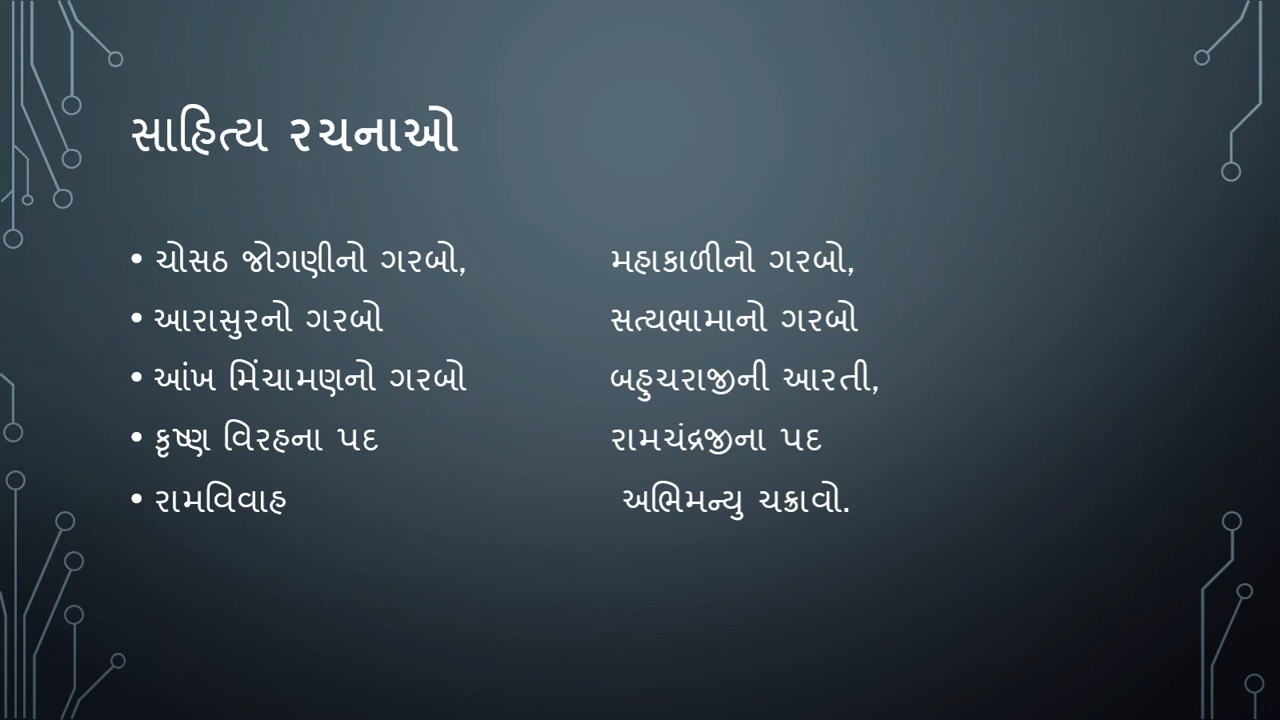 સાહિત્ય રચનાઓ
• ચોસઠ જોગણીનો ગરબો, મહાકાળીનો ગરબો,
• આરાસુરનો ગરબો સત્યભામાનો ગરબો
• આંખ મિંચામણનો ગરબો બહુચરાજીની આરતી,
• કૃષ્ણ વિરહના પદ રામચંદ્રજીના પદ
• રામવિવાહ અભિમન્યુ ચક્રાવો.